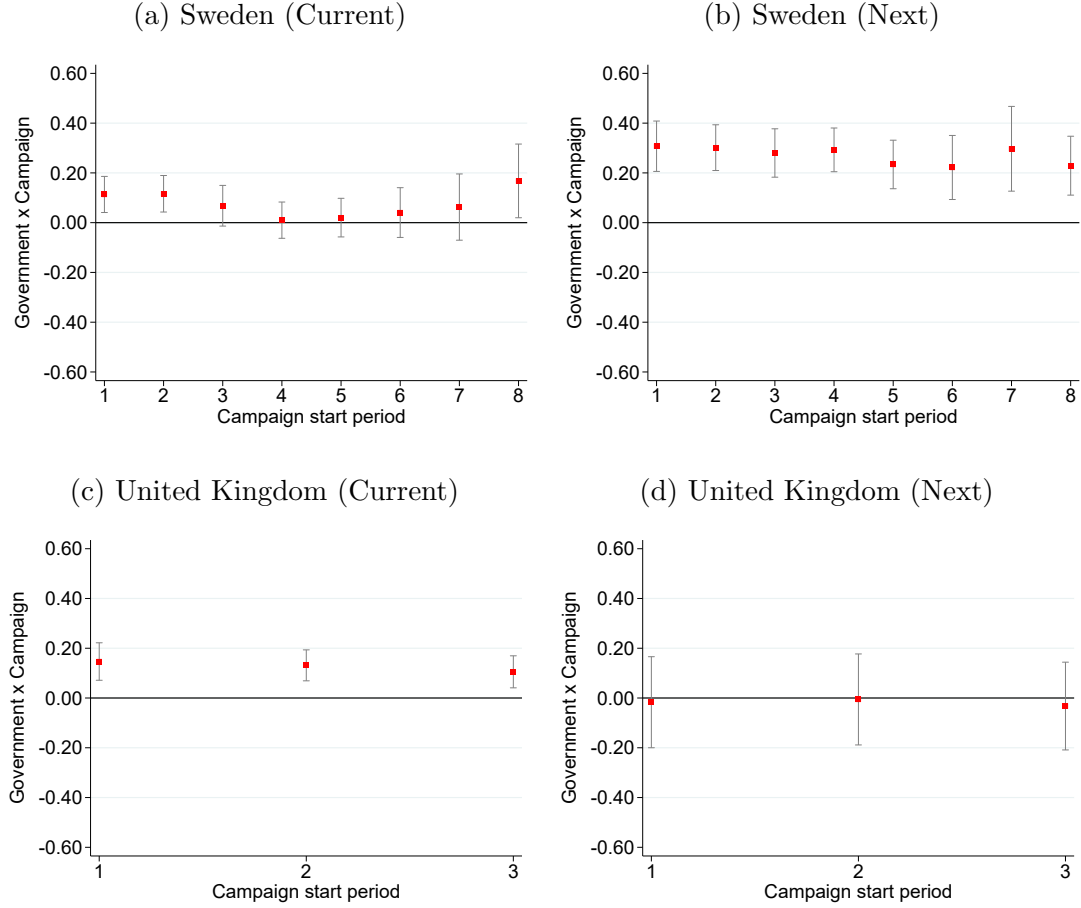 (a) Sweden (Current)
0.60
0.40
0.20
0.00
-0.20
-0.40
-0.60
Government x Campaign
1 2 3 4 5 6 7 8
Campaign start period
(b) Sweden (Next)
0.60
0.40
0.20
0.00
-0.20
-0.40
-0.60
Government x Campaign
1 2 3 4 5 6 7 8
Campaign start period
(c) United Kingdom (Current)
0.60
0.40
0.20
0.00
-0.20
-0.40
-0.60
Government x Campaign
1 2 3
Campaign start period
(d) United Kingdom (Next)
0.60
0.40
0.20
0.00
-0.20
-0.40
-0.60
Government x Campaign
1 2 3
Campaign start period